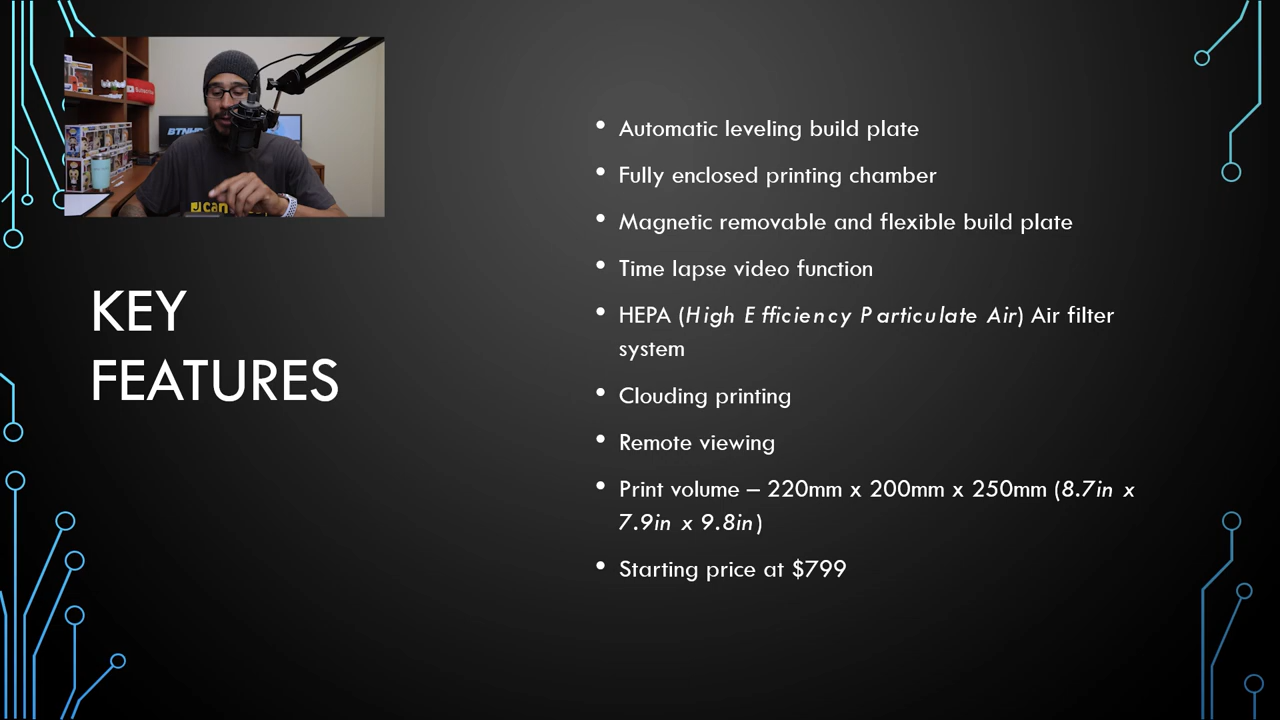 KEY
FEATURES
• Automatic leveling build plate
• Fully enclosed printing chamber
• Magnetic removable and flexible build plate
• Time lapse video function
• HEPA (High Efficiency Particulate Air) Air filter
system
• Clouding printing
• Remote viewing
• Print volume – 220mm x 200mm x 250mm (8.7in x
7.9in x 9.8in)
• Starting price at $799